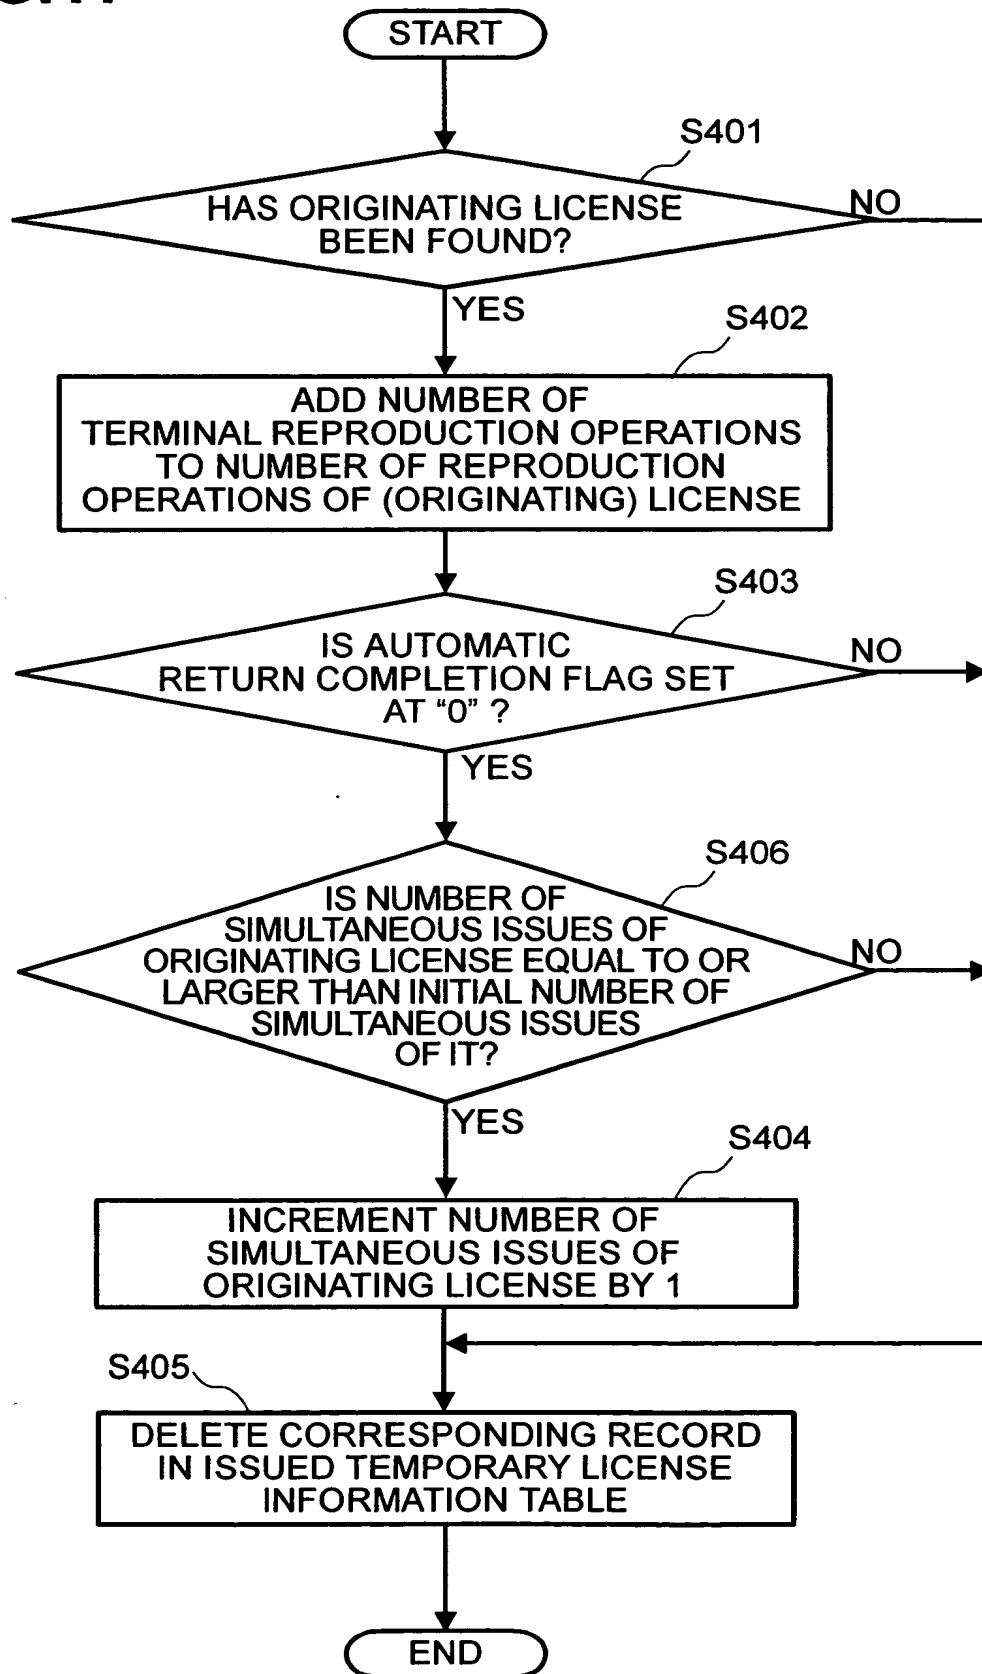 START
S401
HAS ORIGINATING LICENSE
BEEN FOUND?
NO
YES
S402
ADD NUMBER OF
TERMINAL REPRODUCTION OPERATIONS
TO NUMBER OF REPRODUCTION
OPERATIONS OF (ORIGINATING) LICENSE
S403
IS AUTOMATIC
RETURN COMPLETION FLAG SET
AT “0” ?
NO
YES
S406
IS NUMBER OF
SIMULTANEOUS ISSUES OF
ORIGINATING LICENSE EQUAL TO OR
LARGER THAN INITIAL NUMBER OF
SIMULTANEOUS ISSUES
OF IT?
NO
YES
S404
INCREMENT NUMBER OF
SIMULTANEOUS ISSUES OF
ORIGINATING LICENSE BY 1
S405
DELETE CORRESPONDING RECORD
IN ISSUED TEMPORARY LICENSE
INFORMATION TABLE
END